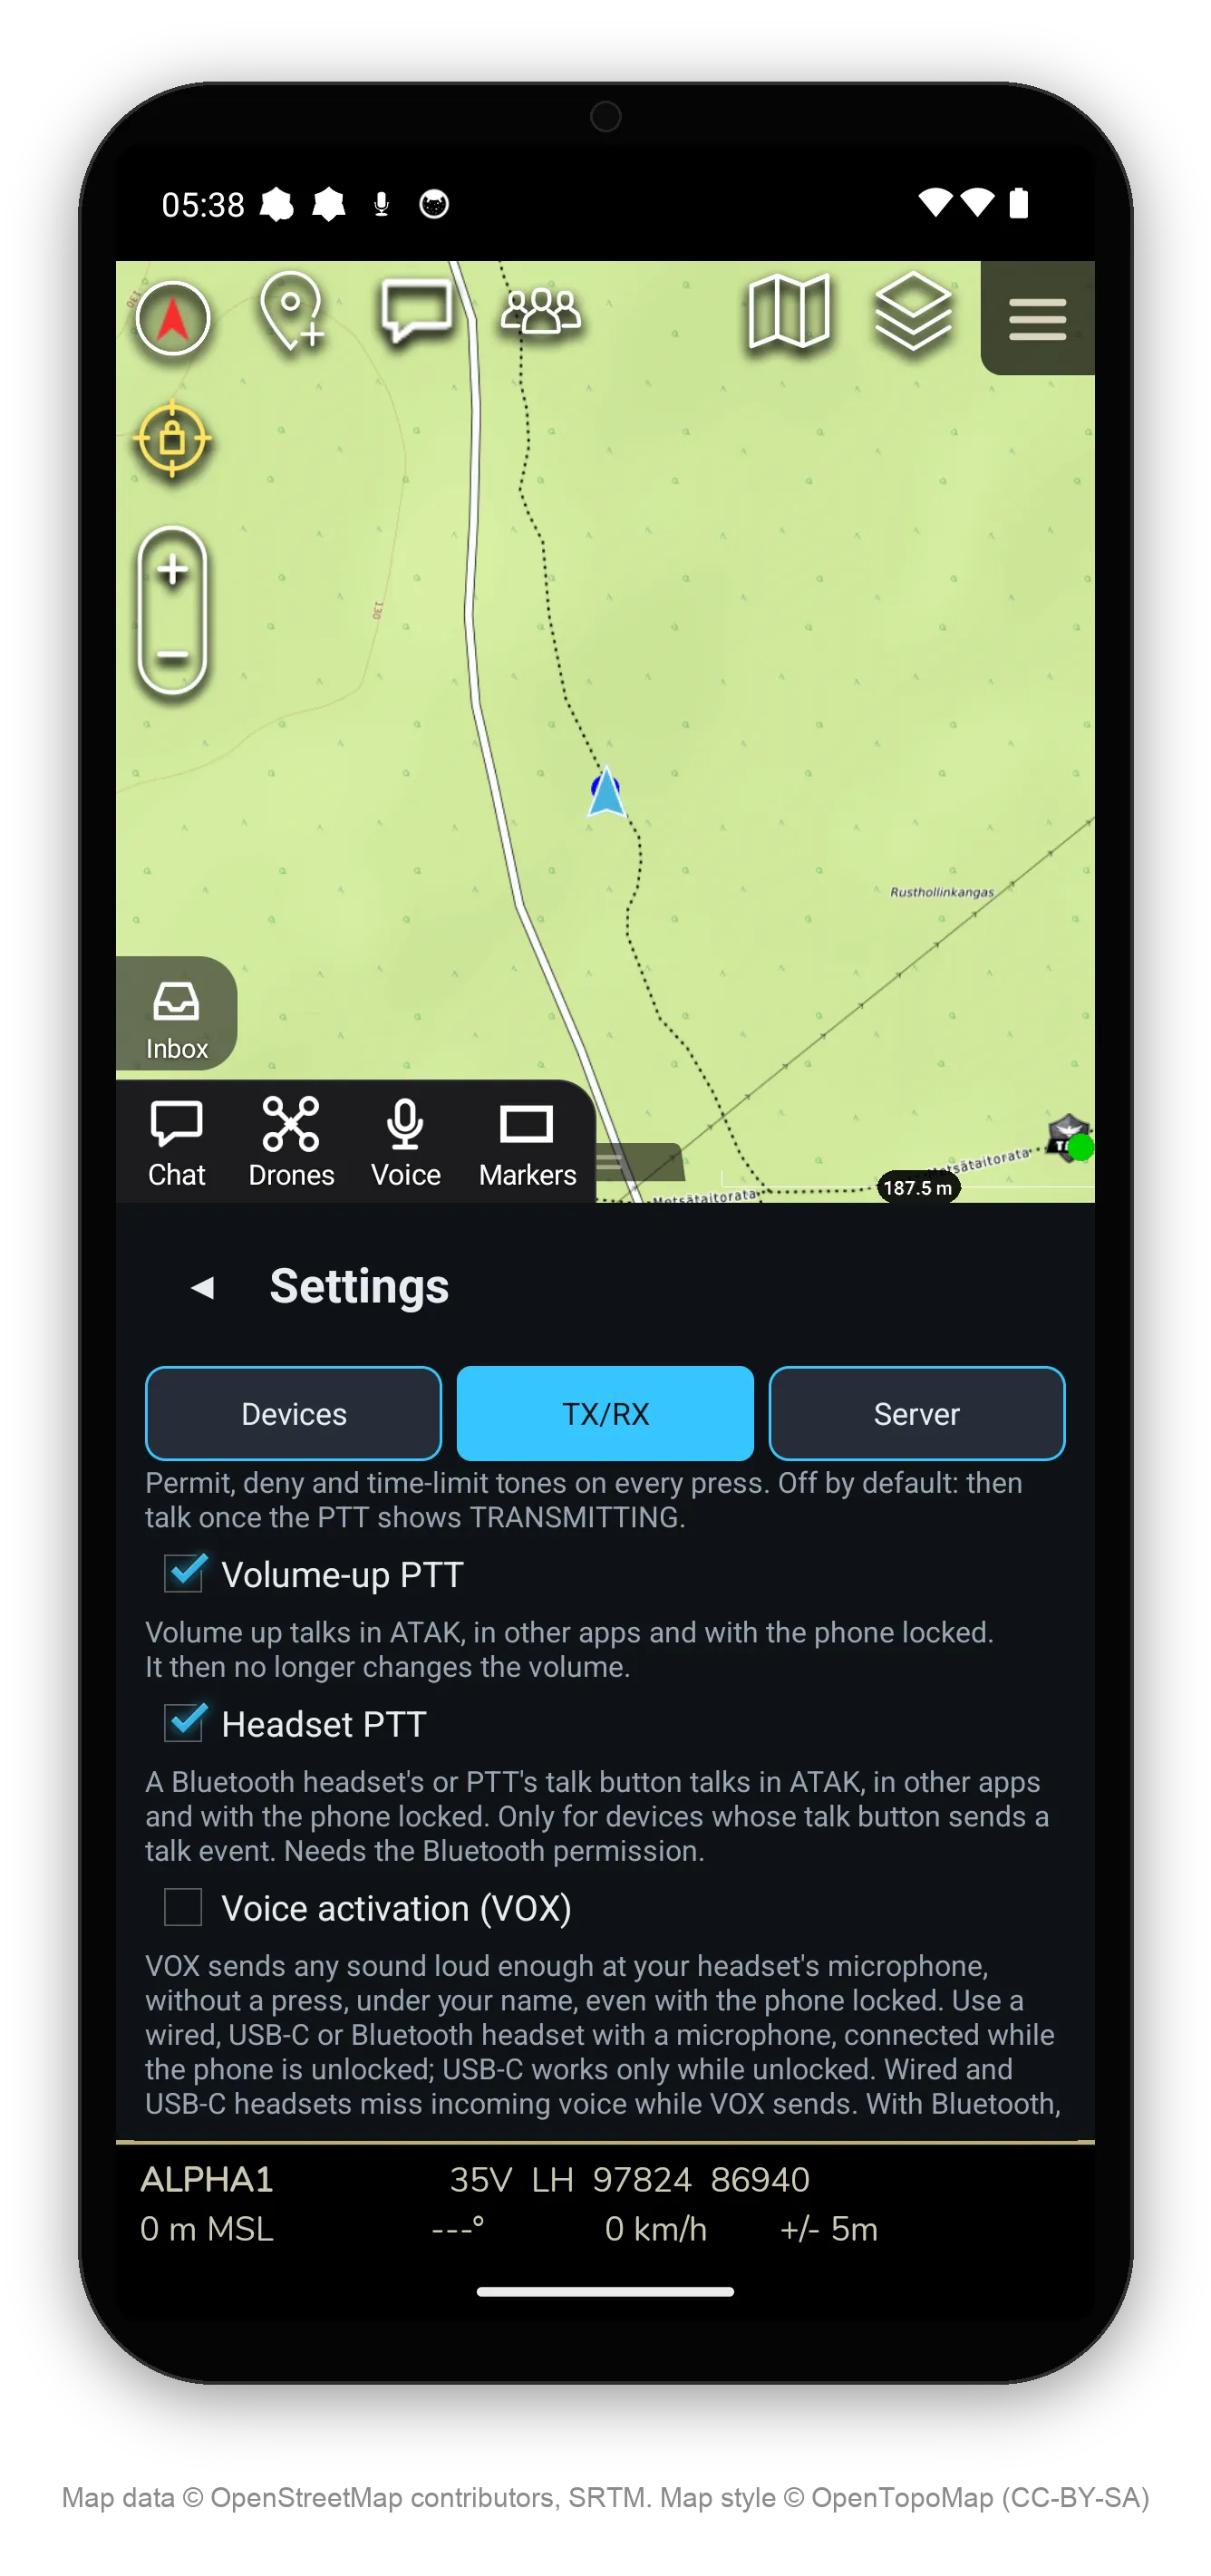 05:38
130
130
Rusthollinkangas
Inbox
Chat
Drones
Voice
Markers
Metsätaitorata
Metsätaitorata
187.5 m
Settings
Devices
TX/RX
Server
Permit, deny and time-limit tones on every press. Off by default: then
talk once the PTT shows TRANSMITTING.
Volume-up PTT
Volume up talks in ATAK, in other apps and with the phone locked.
It then no longer changes the volume.
Headset PTT
A Bluetooth headset's or PTT's talk button talks in ATAK, in other apps
and with the phone locked. Only for devices whose talk button sends a
talk event. Needs the Bluetooth permission.
Voice activation (VOX)
VOX sends any sound loud enough at your headset's microphone,
without a press, under your name, even with the phone locked. Use a
wired, USB-C or Bluetooth headset with a microphone, connected while
the phone is unlocked; USB-C works only while unlocked. Wired and
USB-C headsets miss incoming voice while VOX sends. With Bluetooth,
ALPHA1
35V LH 97824 86940
0 m MSL
---°
0 km/h
+/- 5m
Map data © OpenStreetMap contributors, SRTM. Map style © OpenTopoMap (CC-BY-SA)